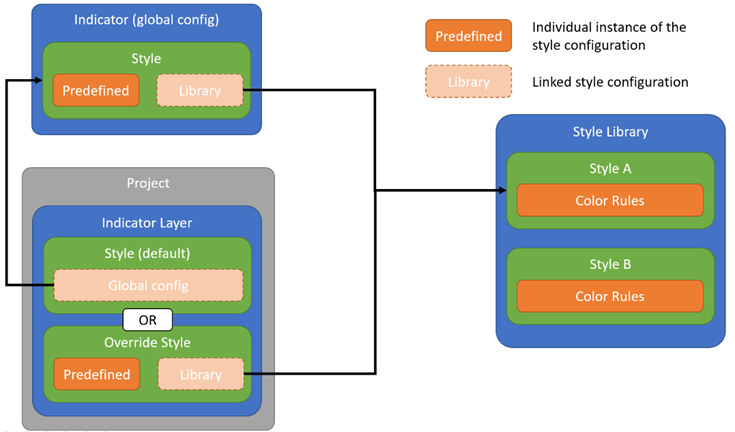 Indicator (global config)
Style
Predefined
Library
Predefined
Individual instance of the
style configuration
Library
Linked style configuration
Style Library
Style A
Color Rules
Style B
Color Rules
Project
Indicator Layer
Style (default)
Global config
OR
Override Style
Predefined
Library